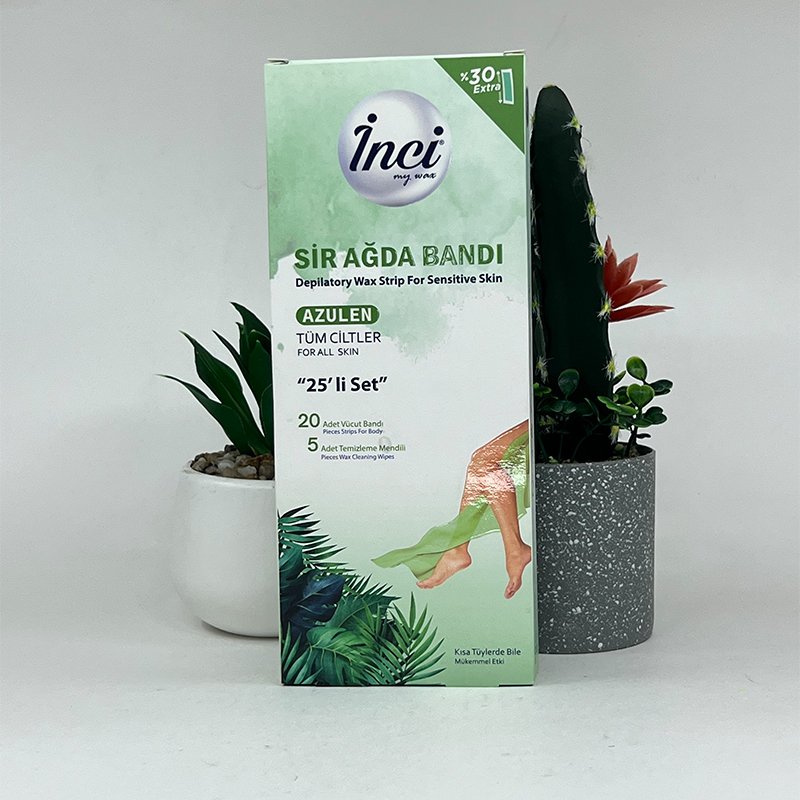 %30
Extra
İnci®
my wax
SİR AĞDA BANDI
Depilatory Wax Strip For Sensitive Skin
AZULEN
TÜM CİLTLER
FOR ALL SKIN
"25' li Set"
20 Adet Vücut Bandı
Pieces Strips For Body
5 Adet Temizleme Mendili
Pieces Wax Cleaning Wipes
Kısa Tüylerde Bile
Mükemmel Etki